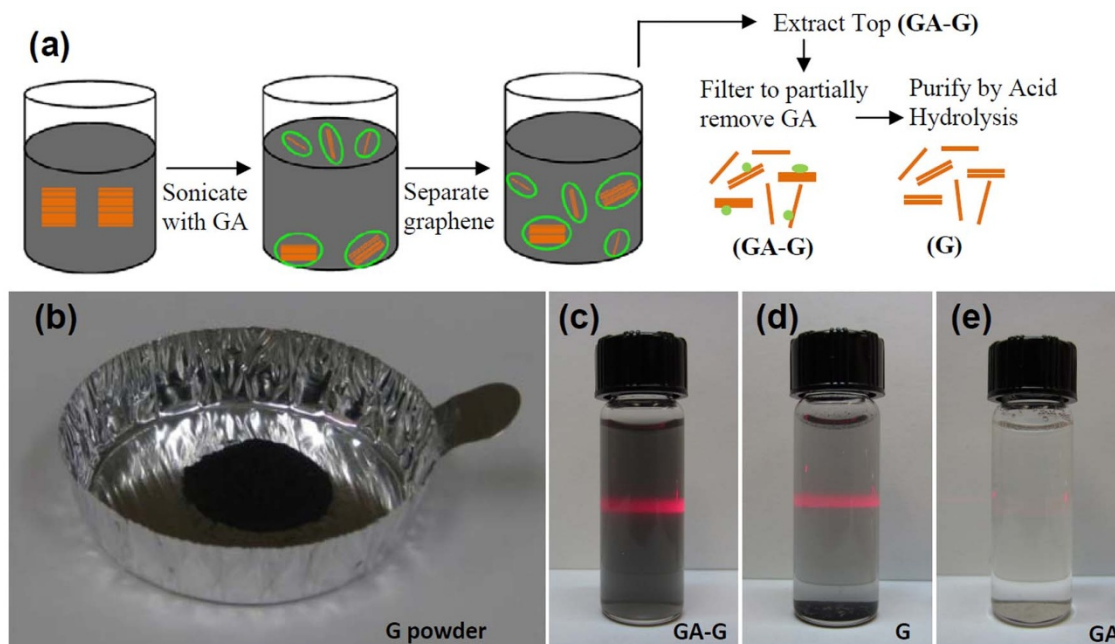 (a)
Sonicate
with GA
Separate
graphene
Extract Top (GA-G)
Filter to partially
remove GA
(GA-G)
Purify by Acid
Hydrolysis
(G)
(b)
G powder
(c)
GA-G
(d)
G
(e)
GA